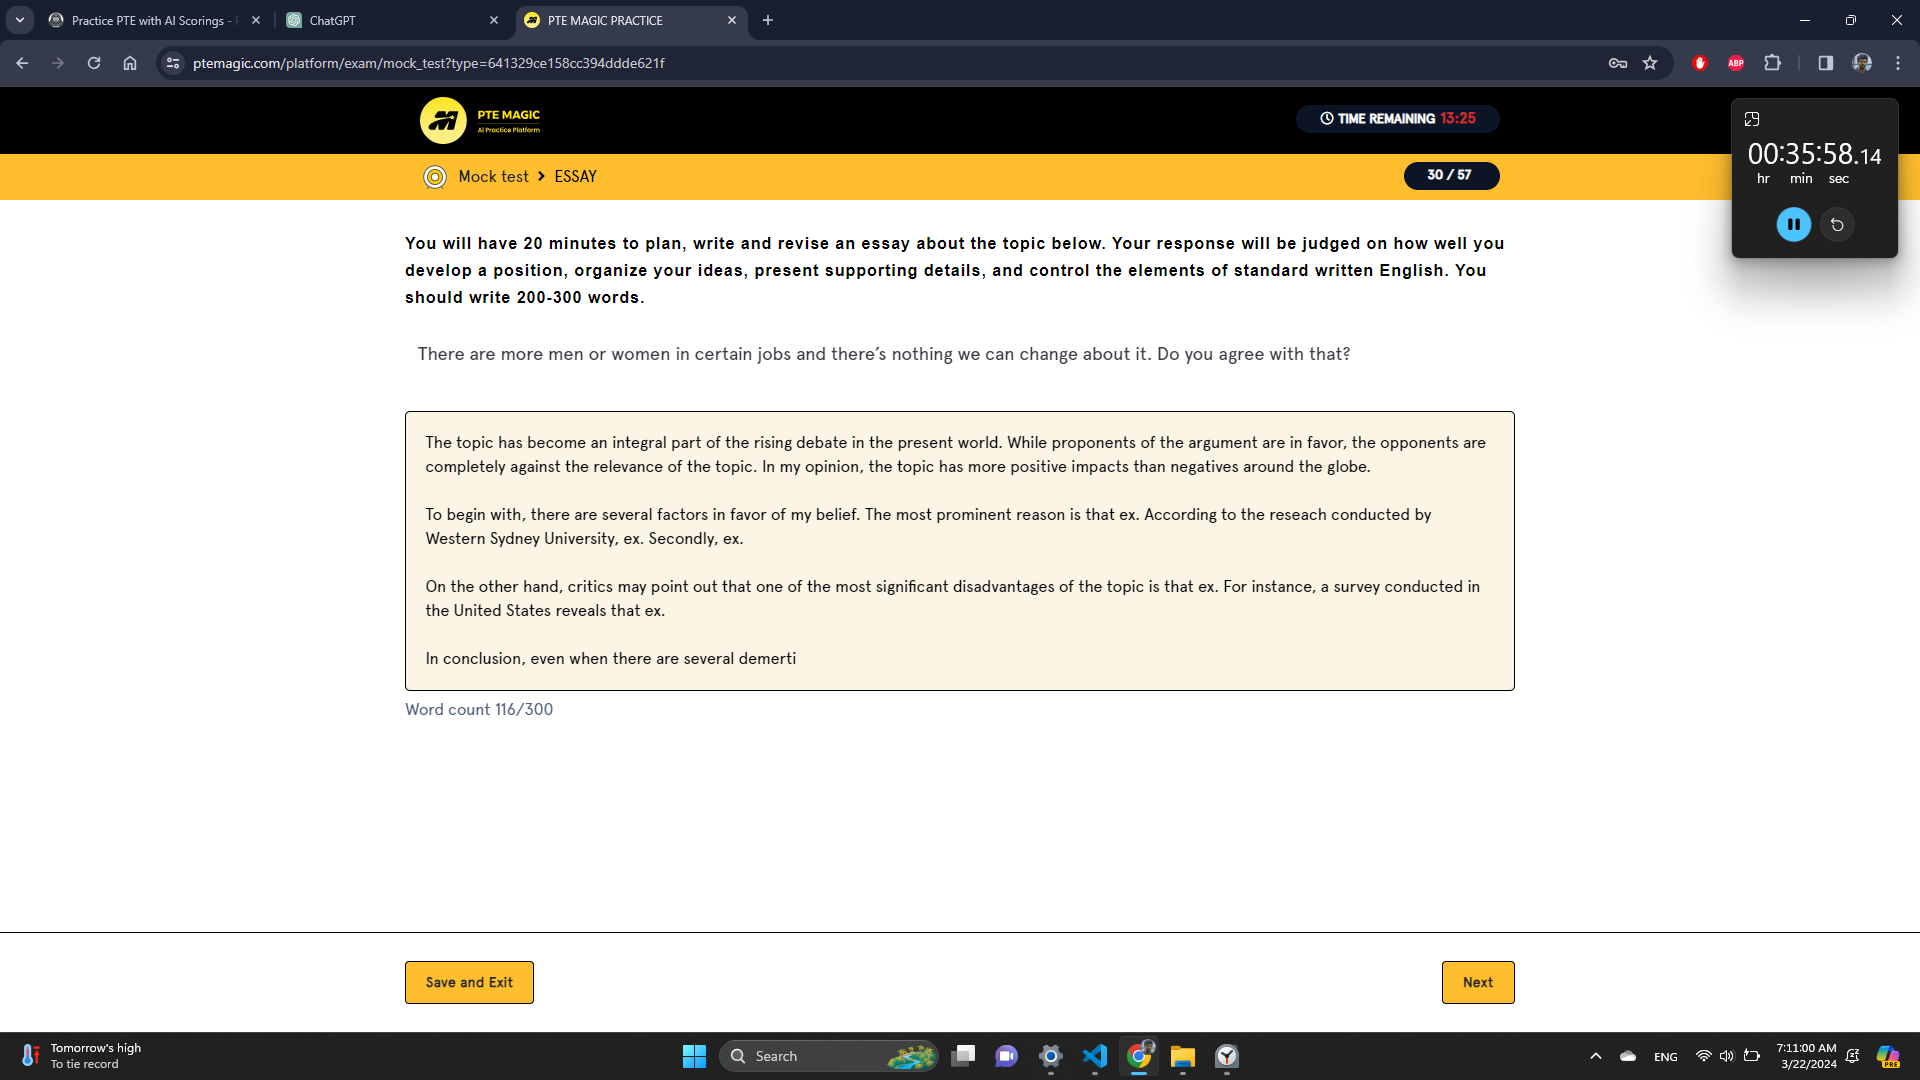 Practice PTE with AI Scorings -
ChatGPT
PTE MAGIC PRACTICE
ptemagic.com/platform/exam/mock_test?type=641329ce158cc394ddde621f
ABP
PTE MAGIC
AI Practice Platform
TIME REMAINING 13:25
00:35:58.14
hr min sec
Mock test > ESSAY
30 / 57
You will have 20 minutes to plan, write and revise an essay about the topic below. Your response will be judged on how well you
develop a position, organize your ideas, present supporting details, and control the elements of standard written English. You
should write 200-300 words.
There are more men or women in certain jobs and there's nothing we can change about it. Do you agree with that?
The topic has become an integral part of the rising debate in the present world. While proponents of the argument are in favor, the opponents are
completely against the relevance of the topic. In my opinion, the topic has more positive impacts than negatives around the globe.
To begin with, there are several factors in favor of my belief. The most prominent reason is that ex. According to the reseach conducted by
Western Sydney University, ex. Secondly, ex.
On the other hand, critics may point out that one of the most significant disadvantages of the topic is that ex. For instance, a survey conducted in
the United States reveals that ex.
In conclusion, even when there are several demerti
Word count 116/300
Save and Exit
Next
Tomorrow's high
To tie record
Search
ENG
7:11:00 AM
3/22/2024
PRE